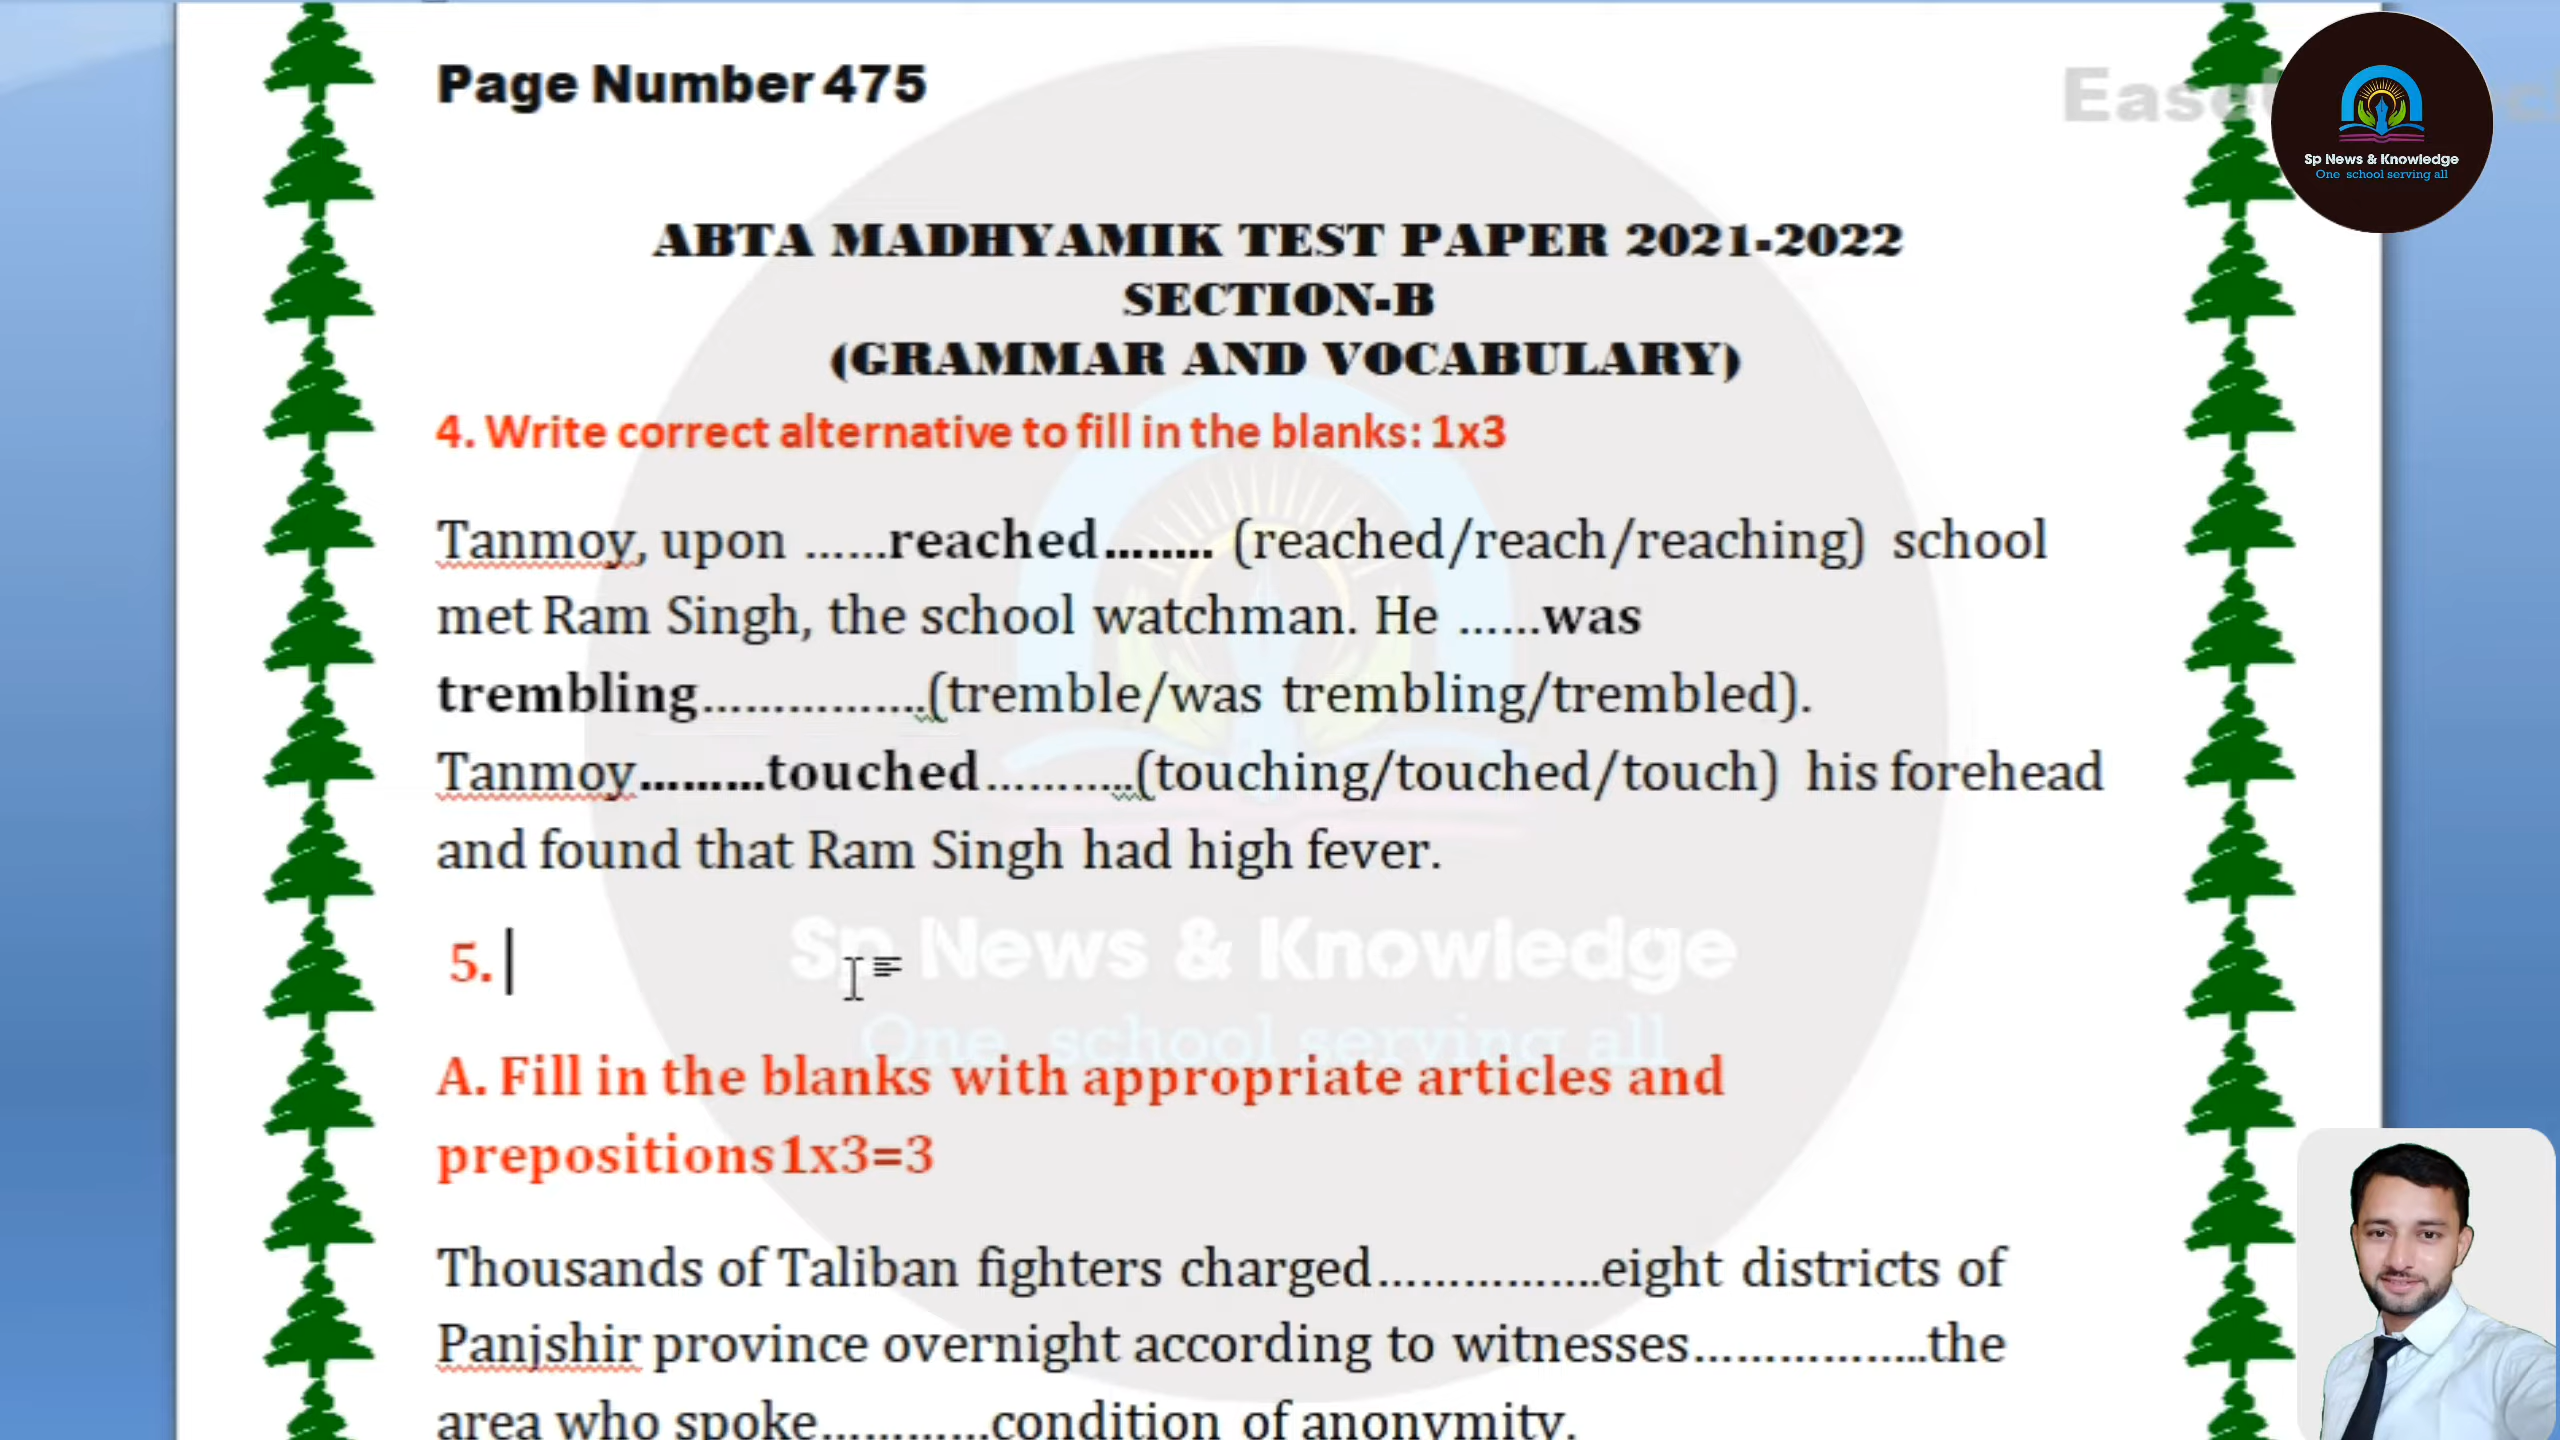 Page Number 475
Sp News & Knowledge
One school serving all
ABTA MADHYAMIK TEST PAPER 2021-2022
SECTION-B
(GRAMMAR AND VOCABULARY)
4. Write correct alternative to fill in the blanks: 1x3
Tanmoy, upon ......reached........ (reached/reach/reaching) school
met Ram Singh, the school watchman. He ......was
trembling................(tremble/was trembling/trembled).
Tanmoy.........touched...........(touching/touched/touch) his forehead
and found that Ram Singh had high fever.
5.
Sp News & Knowledge
One school serving all
A. Fill in the blanks with appropriate articles and
prepositions1x3=3
Thousands of Taliban fighters charged................eight districts of
Panjshir province overnight according to witnesses.................the
area who spoke............condition of anonymity.